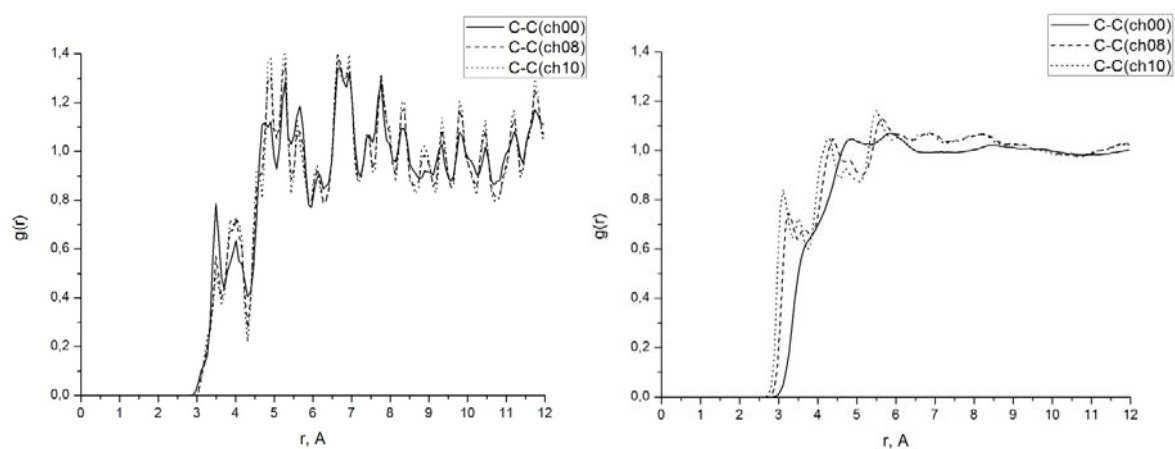 C-C(ch00)
C-C(ch08)
C-C(ch10)
1,4
1,2
1,0
0,8
0,6
0,4
0,2
0,0
g(r)
0 1 2 3 4 5 6 7 8 9 10 11 12
r, A
C-C(ch00)
C-C(ch08)
C-C(ch10)
1,4
1,2
1,0
0,8
0,6
0,4
0,2
0,0
g(r)
0 1 2 3 4 5 6 7 8 9 10 11 12
r, A